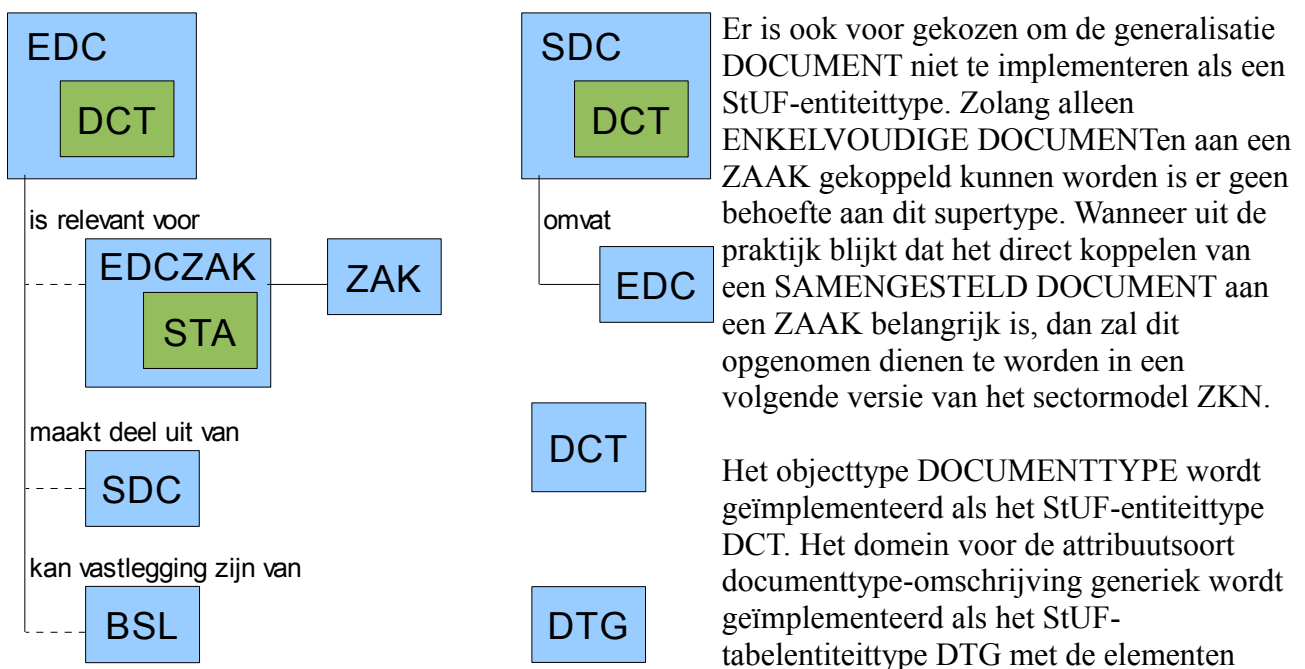 EDC
DCT
is relevant voor
EDCZAK
STA
ZAK
maakt deel uit van
SDC
kan vastlegging zijn van
BSL
SDC
DCT
omvat
EDC
DCT
DTG
Er is ook voor gekozen om de generalisatie
DOCUMENT niet te implementeren als een
StUF-entiteittype. Zolang alleen
ENKELVOUDIGE DOCUMENTen aan een
ZAAK gekoppeld kunnen worden is er geen
behoefte aan dit supertype. Wanneer uit de
praktijk blijkt dat het direct koppelen van
een SAMENGESTELD DOCUMENT aan
een ZAAK belangrijk is, dan zal dit
opgenomen dienen te worden in een
volgende versie van het sectormodel ZKN.
Het objecttype DOCUMENTTYPE wordt
geïmplementeerd als het StUF-entiteittype
DCT. Het domein voor de attribuutsoort
documenttype-omschrijving generiek wordt
geïmplementeerd als het StUF-
tabelentiteittype DTG met de elementen